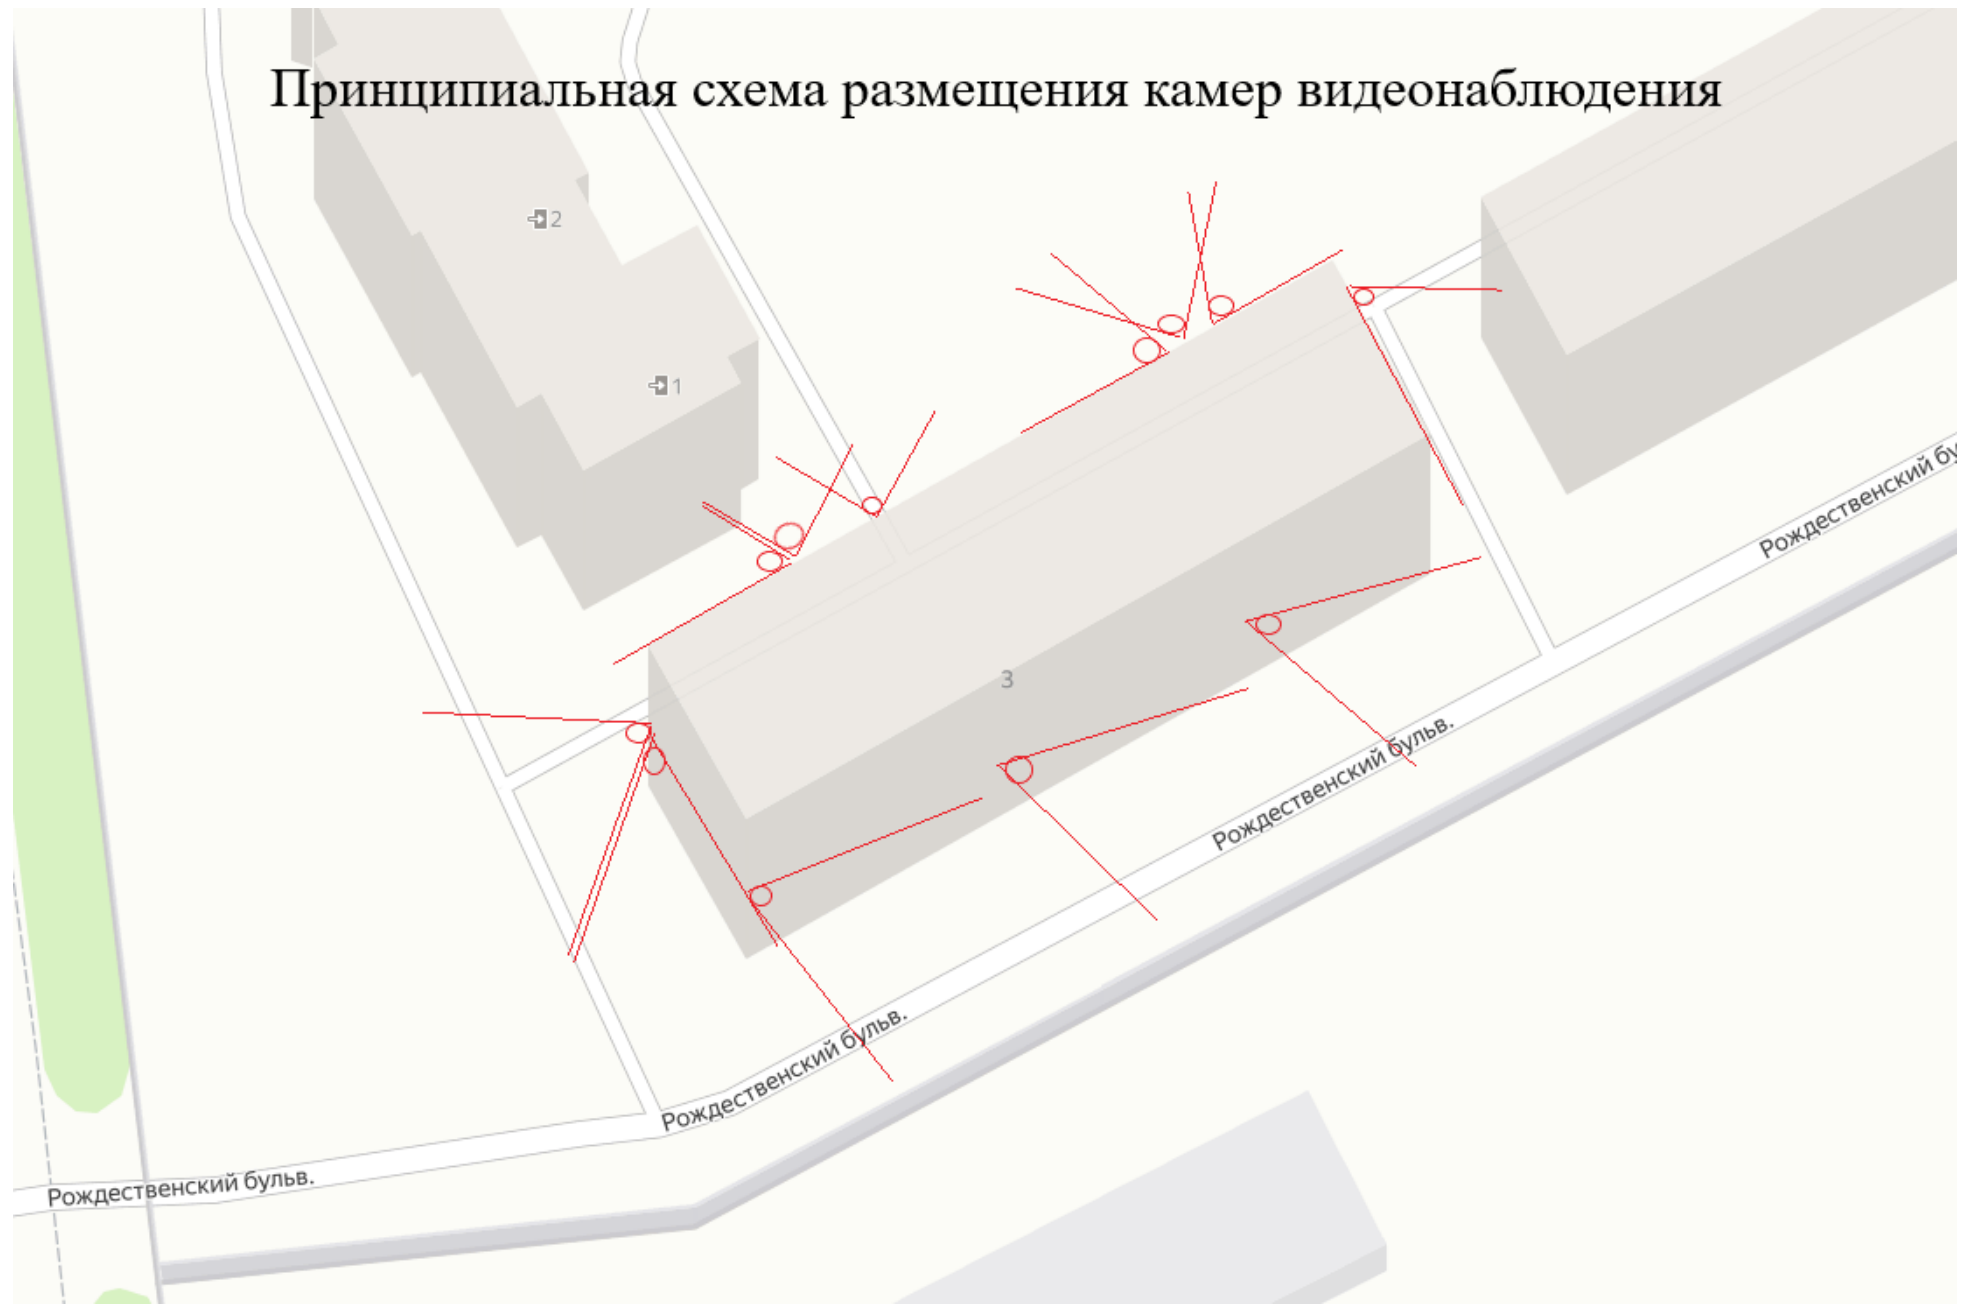 Принципиальная схема размещения камер видеонаблюдения
2
1
Рождественский бу
3
Рождественский бульв.
Рождественский бульв.
Рождественский бульв.